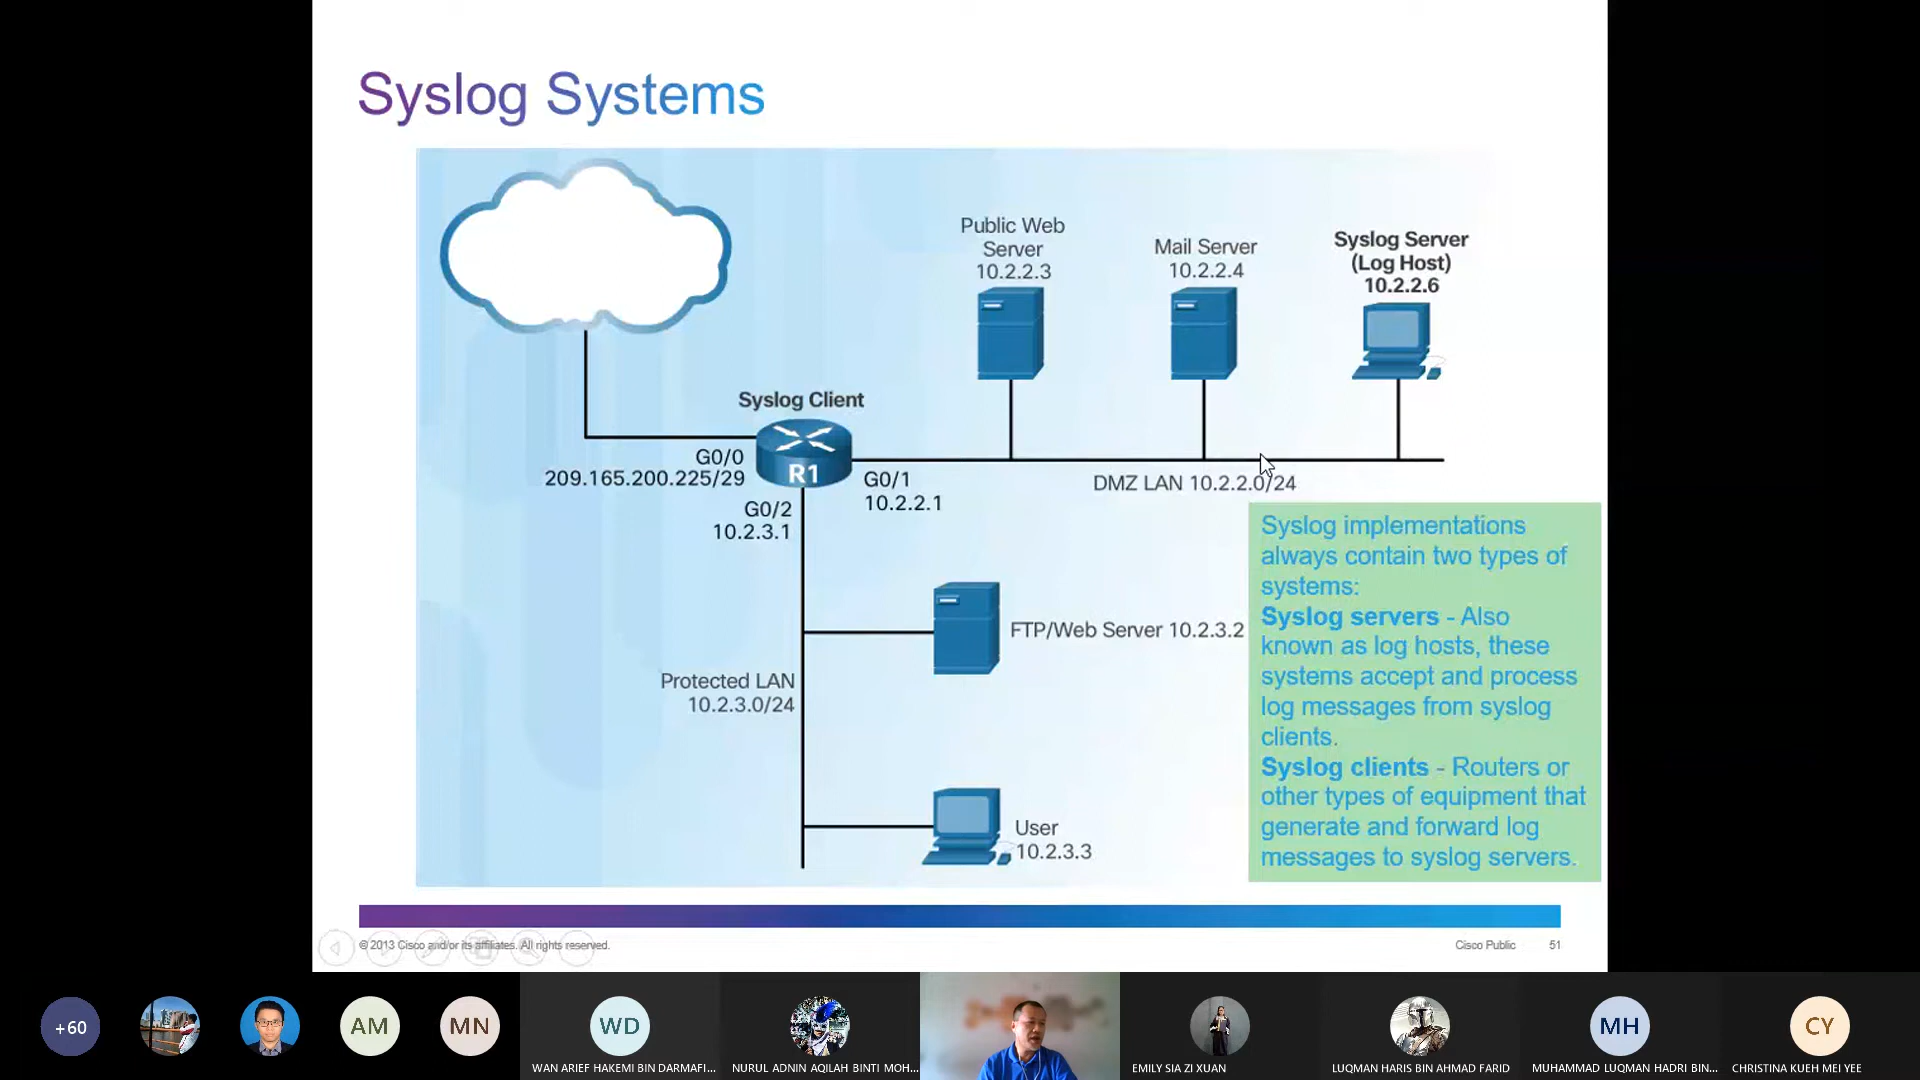 Syslog Systems
Public Web
Server
10.2.2.3
Mail Server
10.2.2.4
Syslog Server
(Log Host)
10.2.2.6
Syslog Client
R1
G0/0
209.165.200.225/29
G0/1
10.2.2.1
G0/2
10.2.3.1
DMZ LAN 10.2.2.0/24
FTP/Web Server 10.2.3.2
Protected LAN
10.2.3.0/24
User
10.2.3.3
Syslog implementations
always contain two types of
systems:
Syslog servers - Also
known as log hosts, these
systems accept and process
log messages from syslog
clients.
Syslog clients - Routers or
other types of equipment that
generate and forward log
messages to syslog servers.
© 2013 Cisco and/or its affiliates. All rights reserved.
Cisco Public
51
+60
AM
MN
WD
WAN ARIEF HAKEMI BIN DARMAFI...
NURUL ADNIN AQILAH BINTI MOH...
EMILY SIA ZI XUAN
LUQMAN HARIS BIN AHMAD FARID
MH
MUHAMMAD LUQMAN HADRI BIN...
CY
CHRISTINA KUEH MEI YEE